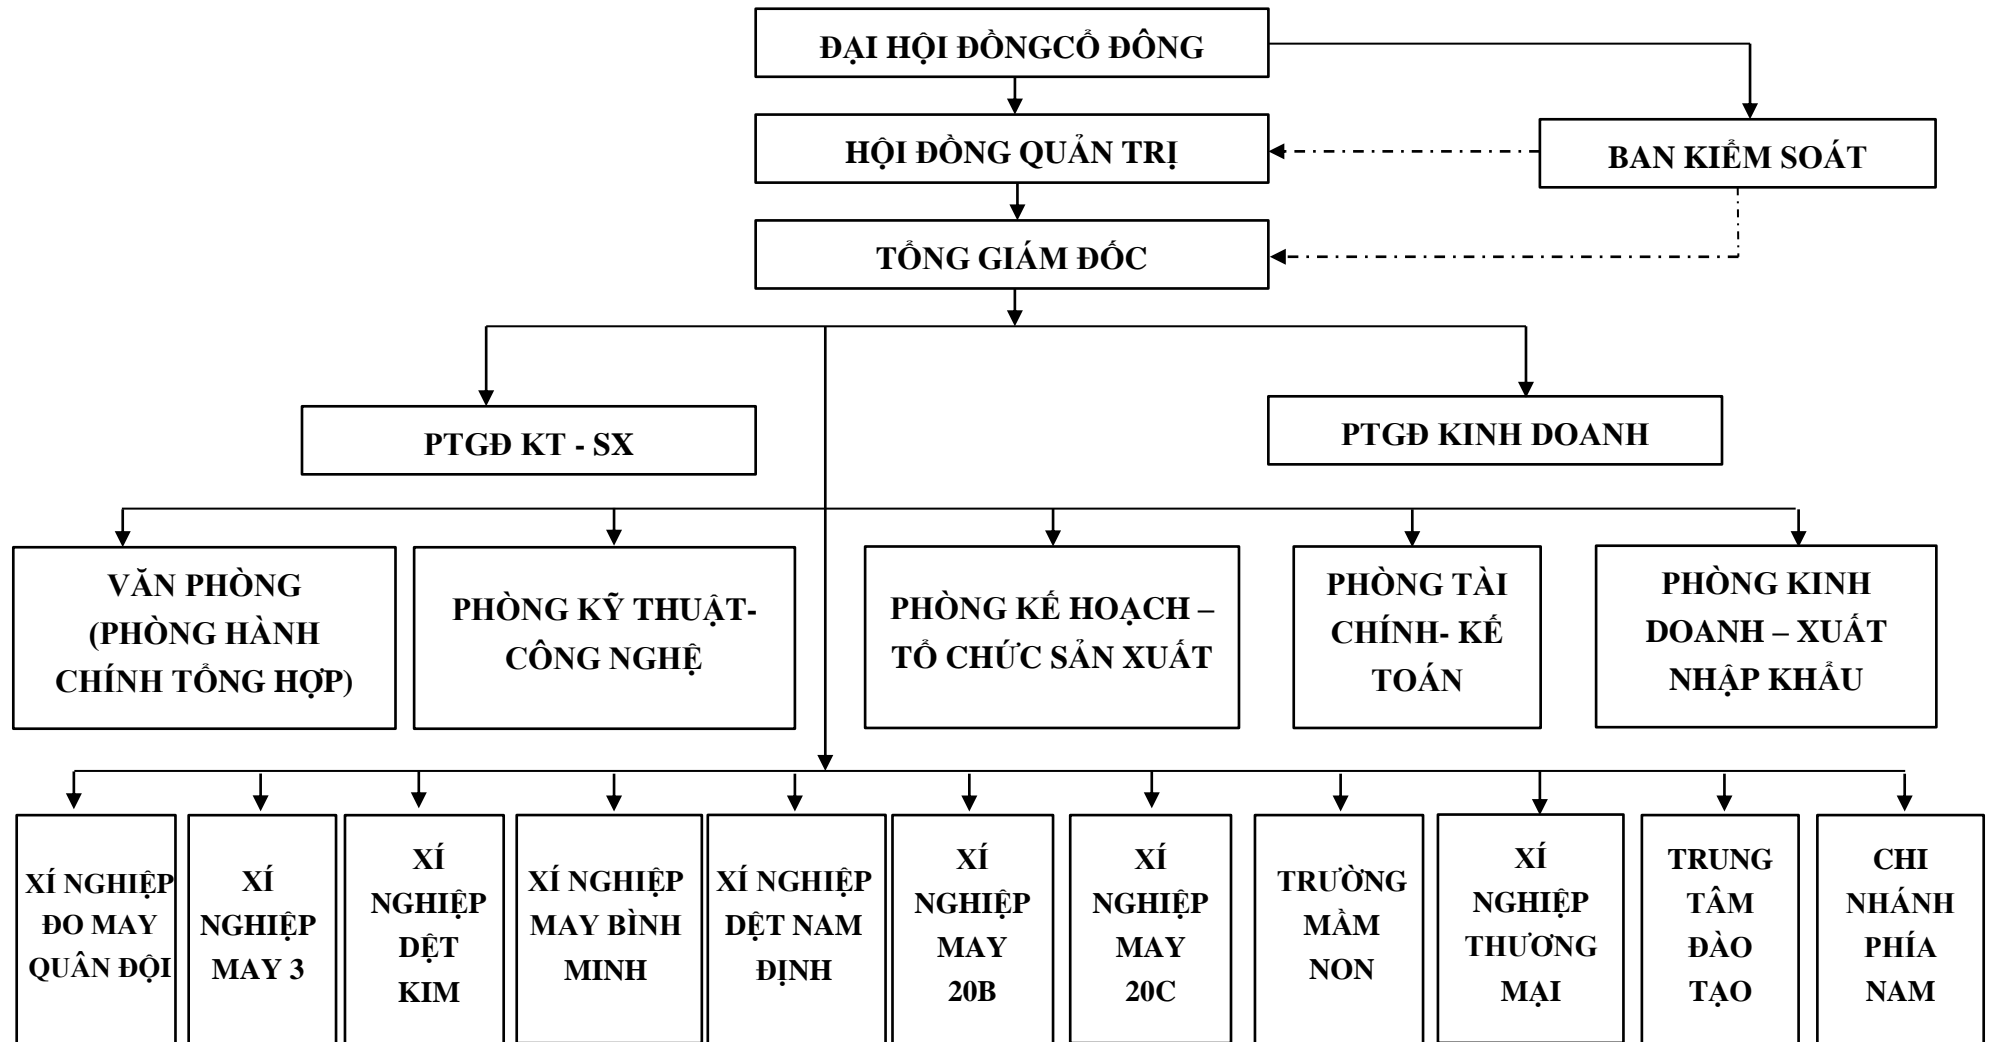 ĐẠI HỘI ĐỒNGCỔ ĐÔNG
HỘI ĐỒNG QUẢN TRỊ
BAN KIỂM SOÁT
TỔNG GIÁM ĐỐC
PTGĐ KT - SX
PTGĐ KINH DOANH
VĂN PHÒNG
(PHÒNG HÀNH
CHÍNH TỔNG HỢP)
PHÒNG KỸ THUẬT-
CÔNG NGHỆ
PHÒNG KẾ HOẠCH –
TỔ CHỨC SẢN XUẤT
PHÒNG TÀI
CHÍNH- KẾ
TOÁN
PHÒNG KINH
DOANH – XUẤT
NHẬP KHẨU
XÍ NGHIỆP
ĐO MAY
QUÂN ĐỘI
XÍ
NGHIỆP
MAY 3
XÍ
NGHIỆP
DỆT
KIM
XÍ NGHIỆP
MAY BÌNH
MINH
XÍ NGHIỆP
DỆT NAM
ĐỊNH
XÍ
NGHIỆP
MAY
20B
XÍ
NGHIỆP
MAY
20C
TRƯỜNG
MẦM
NON
XÍ
NGHIỆP
THƯƠNG
MẠI
TRUNG
TÂM
ĐÀO
TẠO
CHI
NHÁNH
PHÍA
NAM